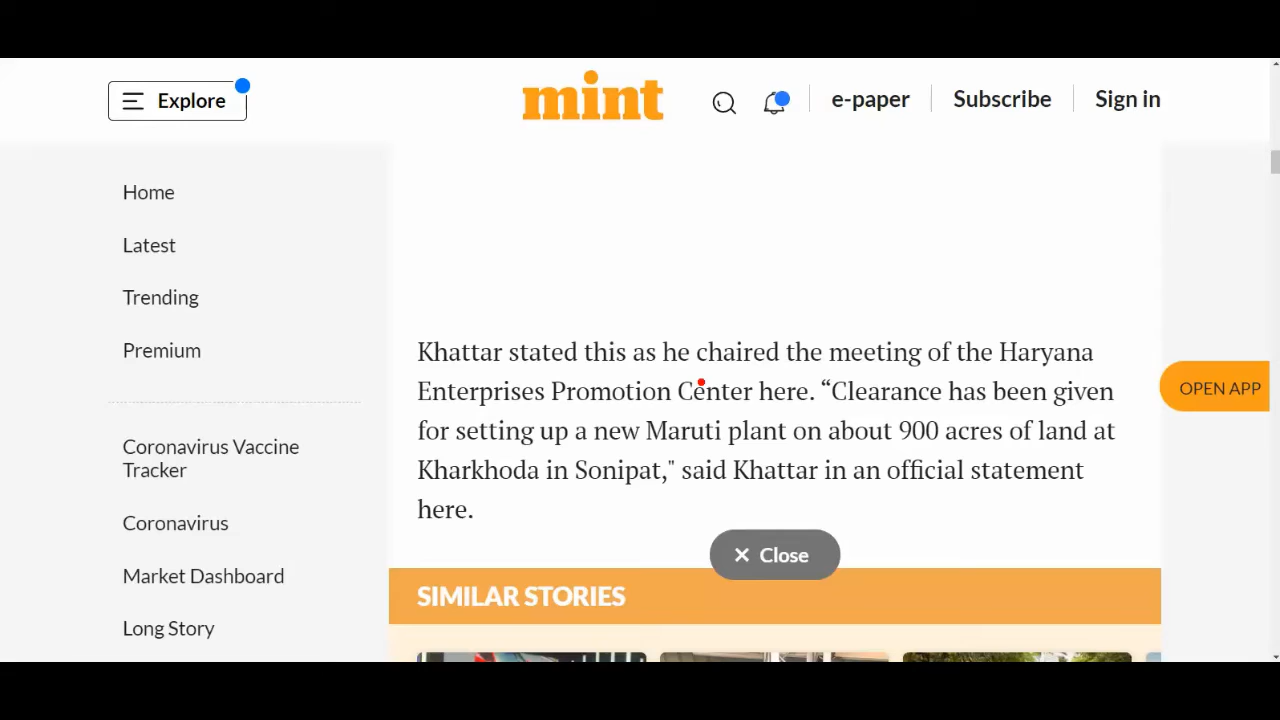 Explore
mint
e-paper
Subscribe
Sign in
Home
Latest
Trending
Premium
Coronavirus Vaccine
Tracker
Coronavirus
Market Dashboard
Long Story
Khattar stated this as he chaired the meeting of the Haryana
Enterprises Promotion Center here. “Clearance has been given
for setting up a new Maruti plant on about 900 acres of land at
Kharkhoda in Sonipat," said Khattar in an official statement
here.
OPEN APP
× Close
SIMILAR STORIES